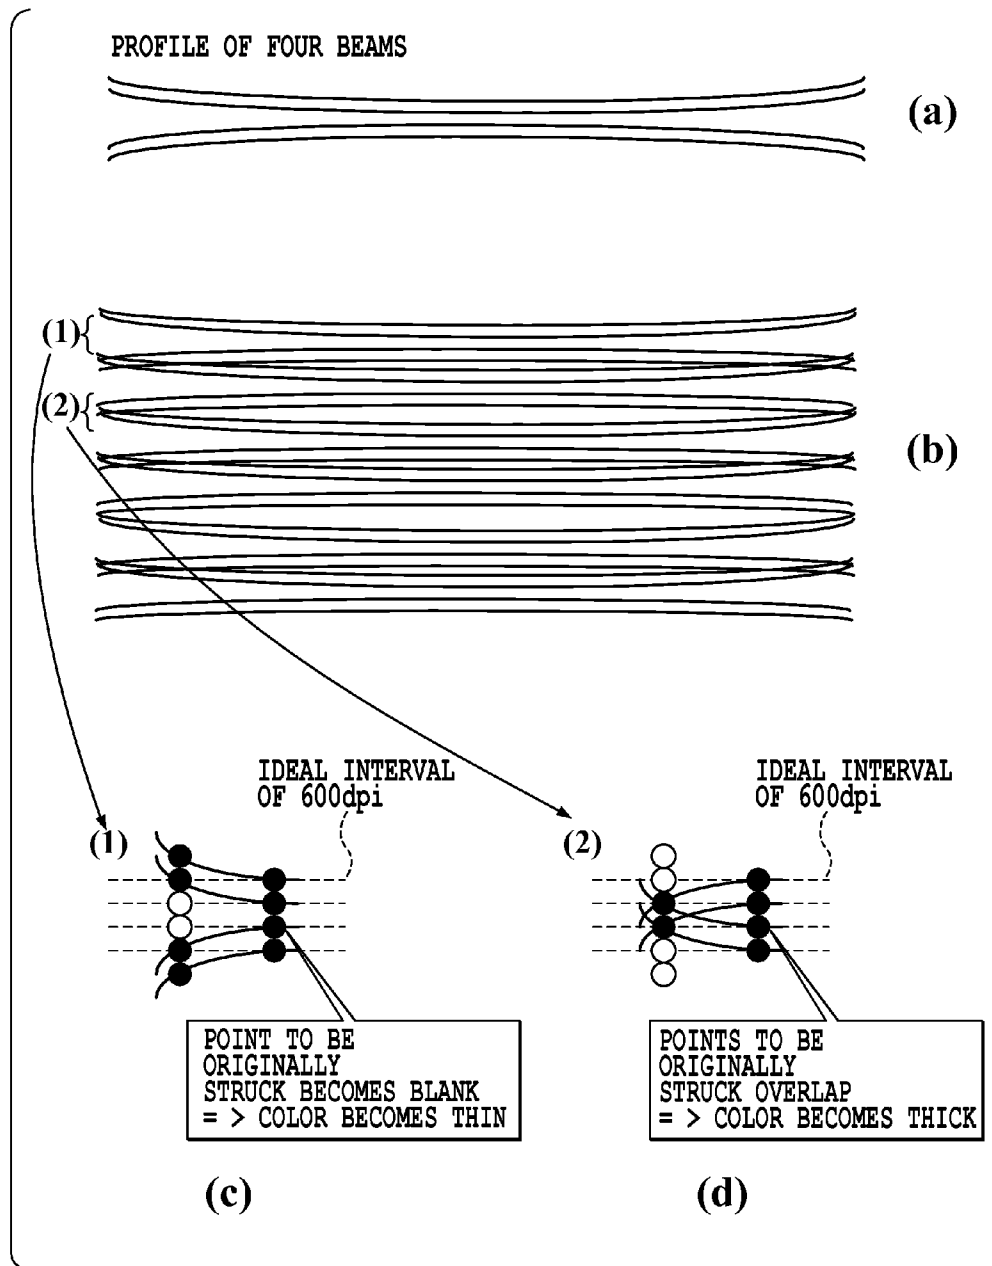 PROFILE OF FOUR BEAMS
(a)
(1)
(2)
(b)
IDEAL INTERVAL
OF 600dpi
(1)
IDEAL INTERVAL
OF 600dpi
(2)
POINT TO BE
ORIGINALLY
STRUCK BECOMES BLANK
= > COLOR BECOMES THIN
POINTS TO BE
ORIGINALLY
STRUCK OVERLAP
= > COLOR BECOMES THICK
(c)
(d)